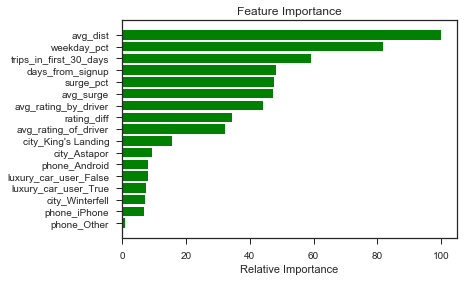 Feature Importance
avg_dist
weekday_pct
trips_in_first_30_days
days_from_signup
surge_pct
avg_surge
avg_rating_by_driver
rating_diff
avg_rating_of_driver
city_King's Landing
city_Astapor
phone_Android
luxury_car_user_False
luxury_car_user_True
city_Winterfell
phone_iPhone
phone_Other
0 20 40 60 80 100
Relative Importance